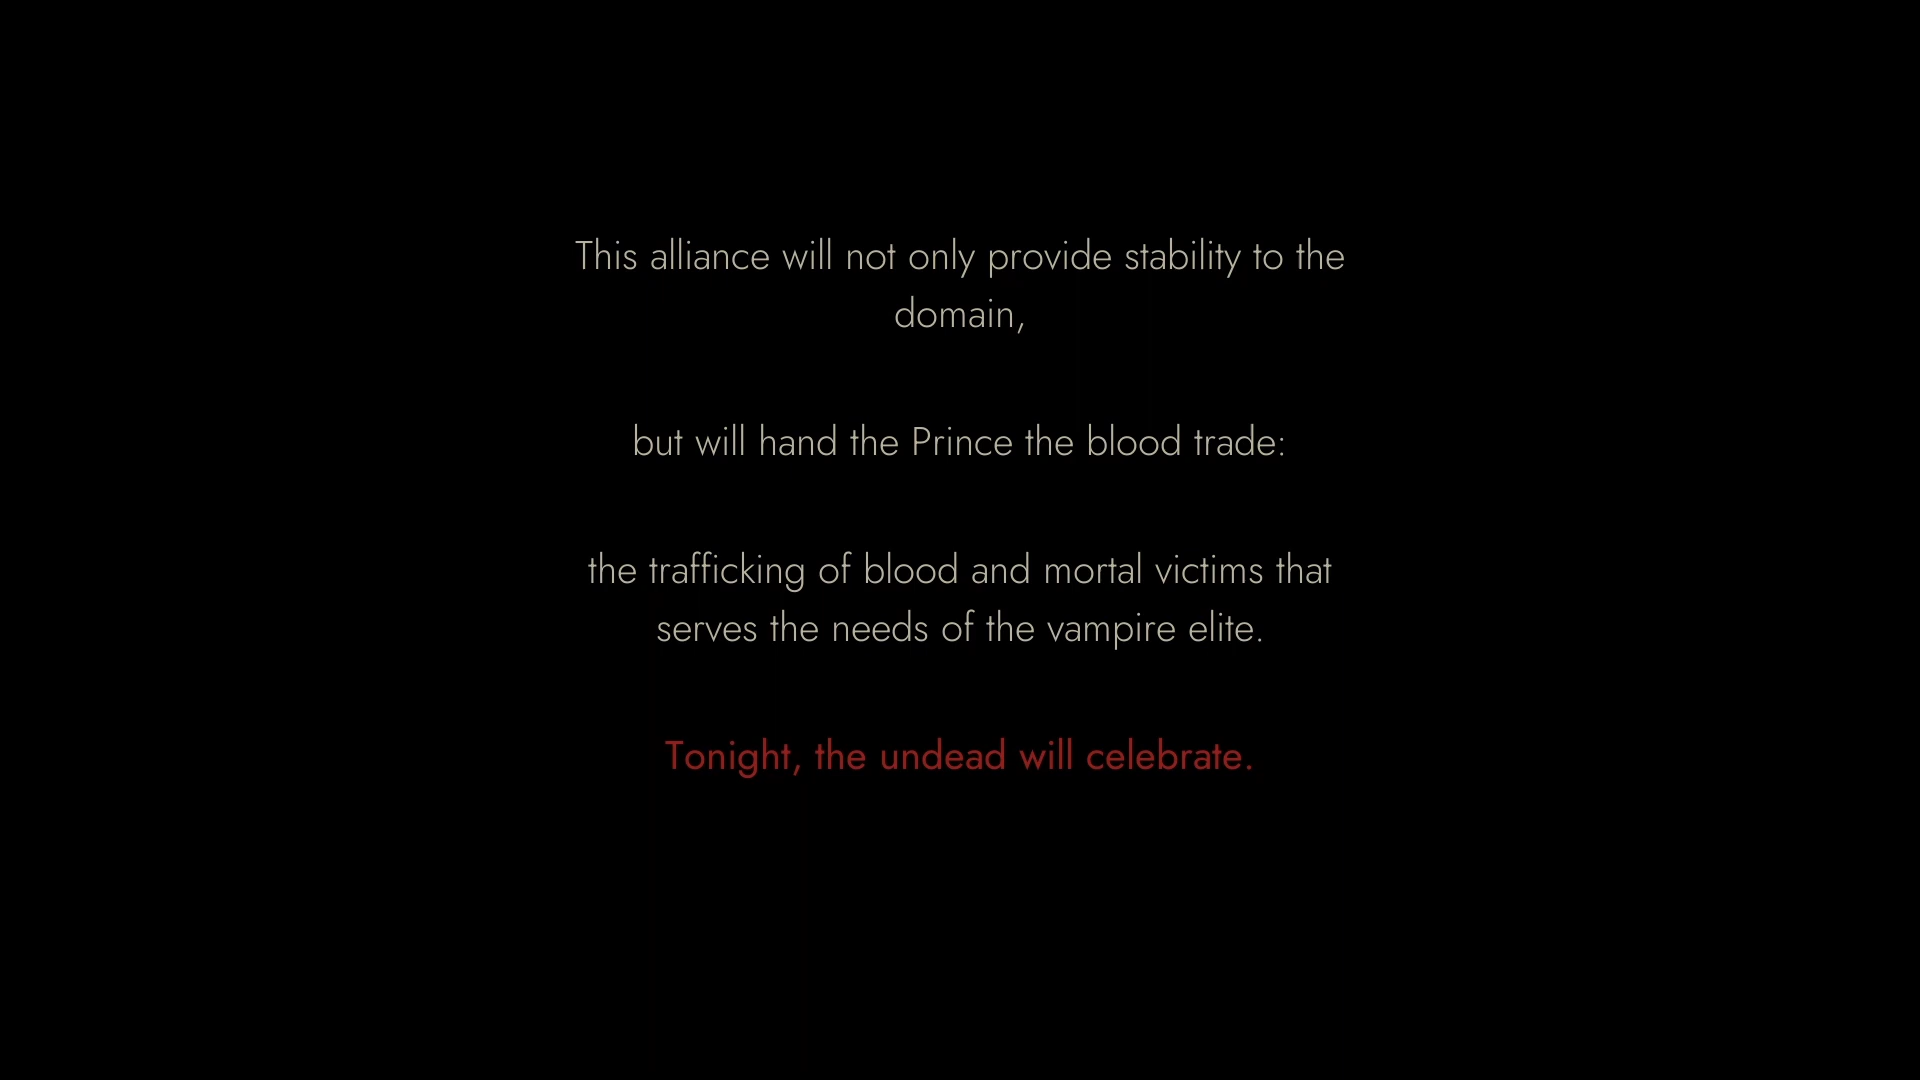 This alliance will not only provide stability to the
domain,
but will hand the Prince the blood trade:
the trafficking of blood and mortal victims that
serves the needs of the vampire elite.
Tonight, the undead will celebrate.